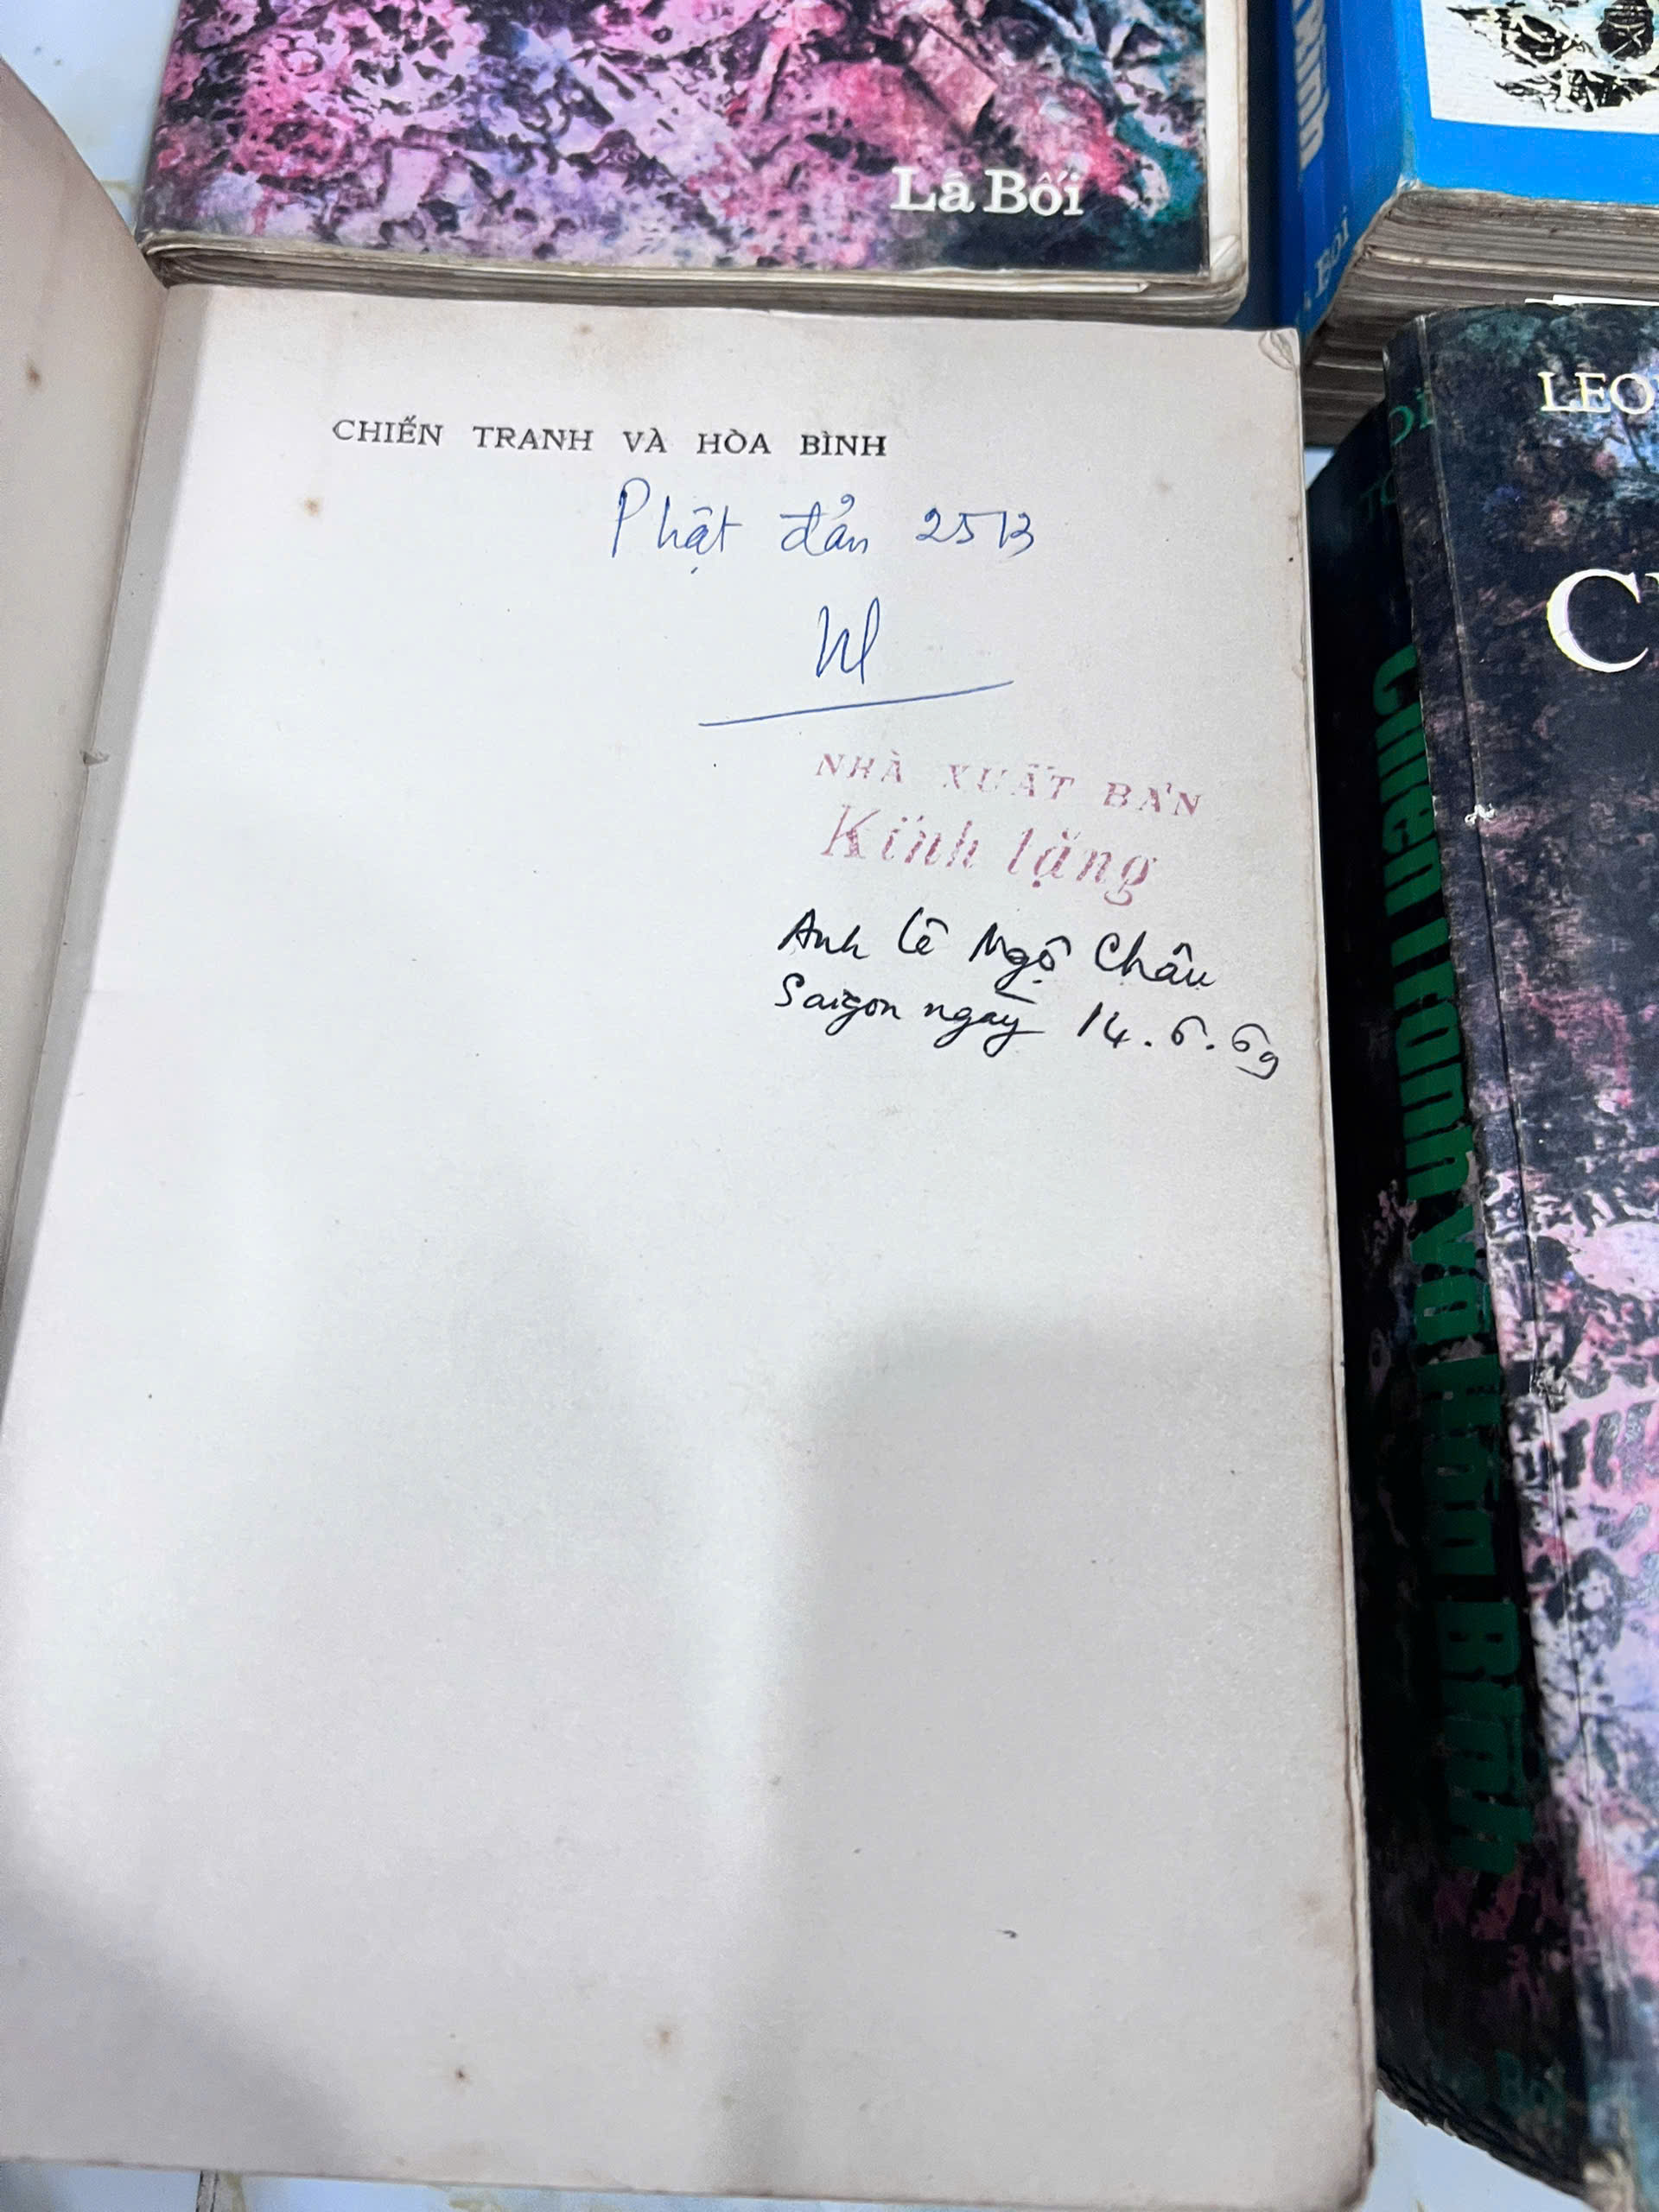 Lá Bối
Bối
LEO
CHIẾN TRANH VÀ HÒA BÌNH
Phật đản 2513
NHÀ XUẤT BẢN
Kính tặng
Anh Lê Ngộ Châu
Saigon ngày 14.6.69
Chiến Tranh và Hòa Bình